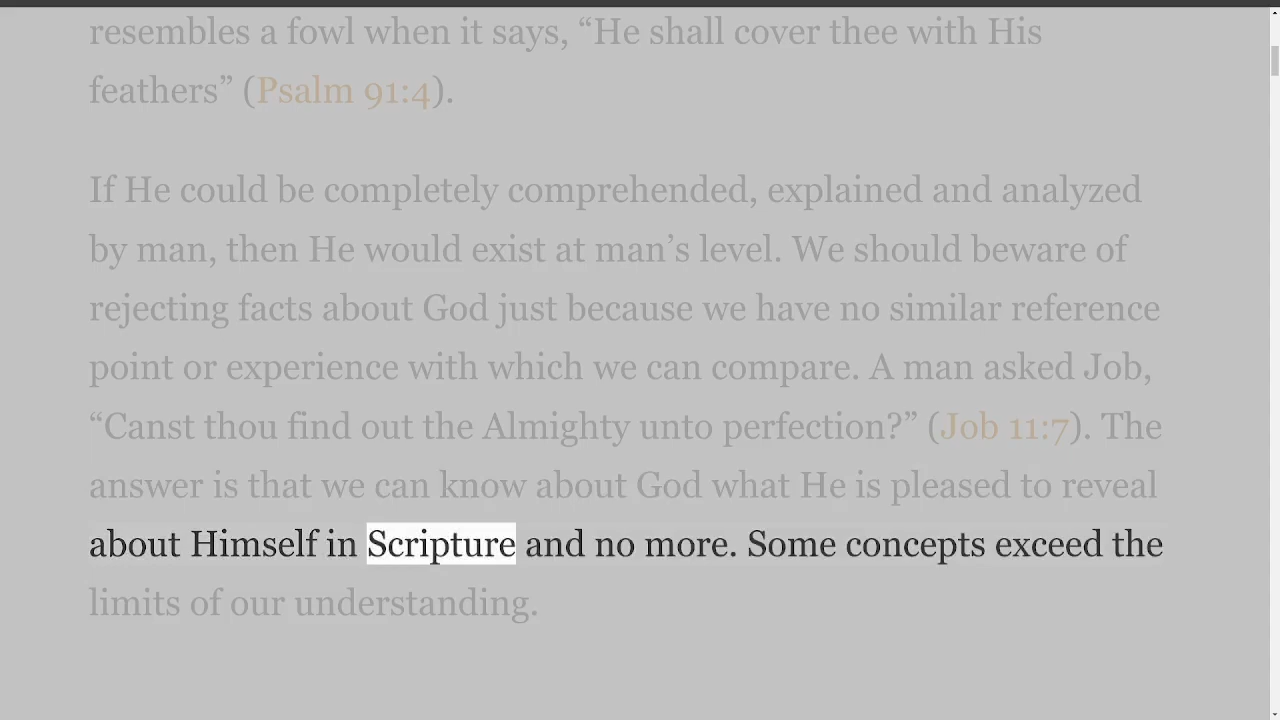 resembles a fowl when it says, “He shall cover thee with His
feathers” (Psalm 91:4).
If He could be completely comprehended, explained and analyzed
by man, then He would exist at man’s level. We should beware of
rejecting facts about God just because we have no similar reference
point or experience with which we can compare. A man asked Job,
“Canst thou find out the Almighty unto perfection?” (Job 11:7). The
answer is that we can know about God what He is pleased to reveal
about Himself in Scripture and no more. Some concepts exceed the
limits of our understanding.